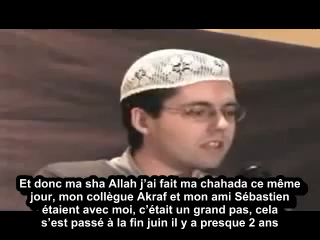 Et donc ma sha Allah j'ai fait ma chahada ce même
jour, mon collègue Akraf et mon ami Sébastien
étaient avec moi, c'était un grand pas, cela
s'est passé à la fin juin il y a presque 2 ans